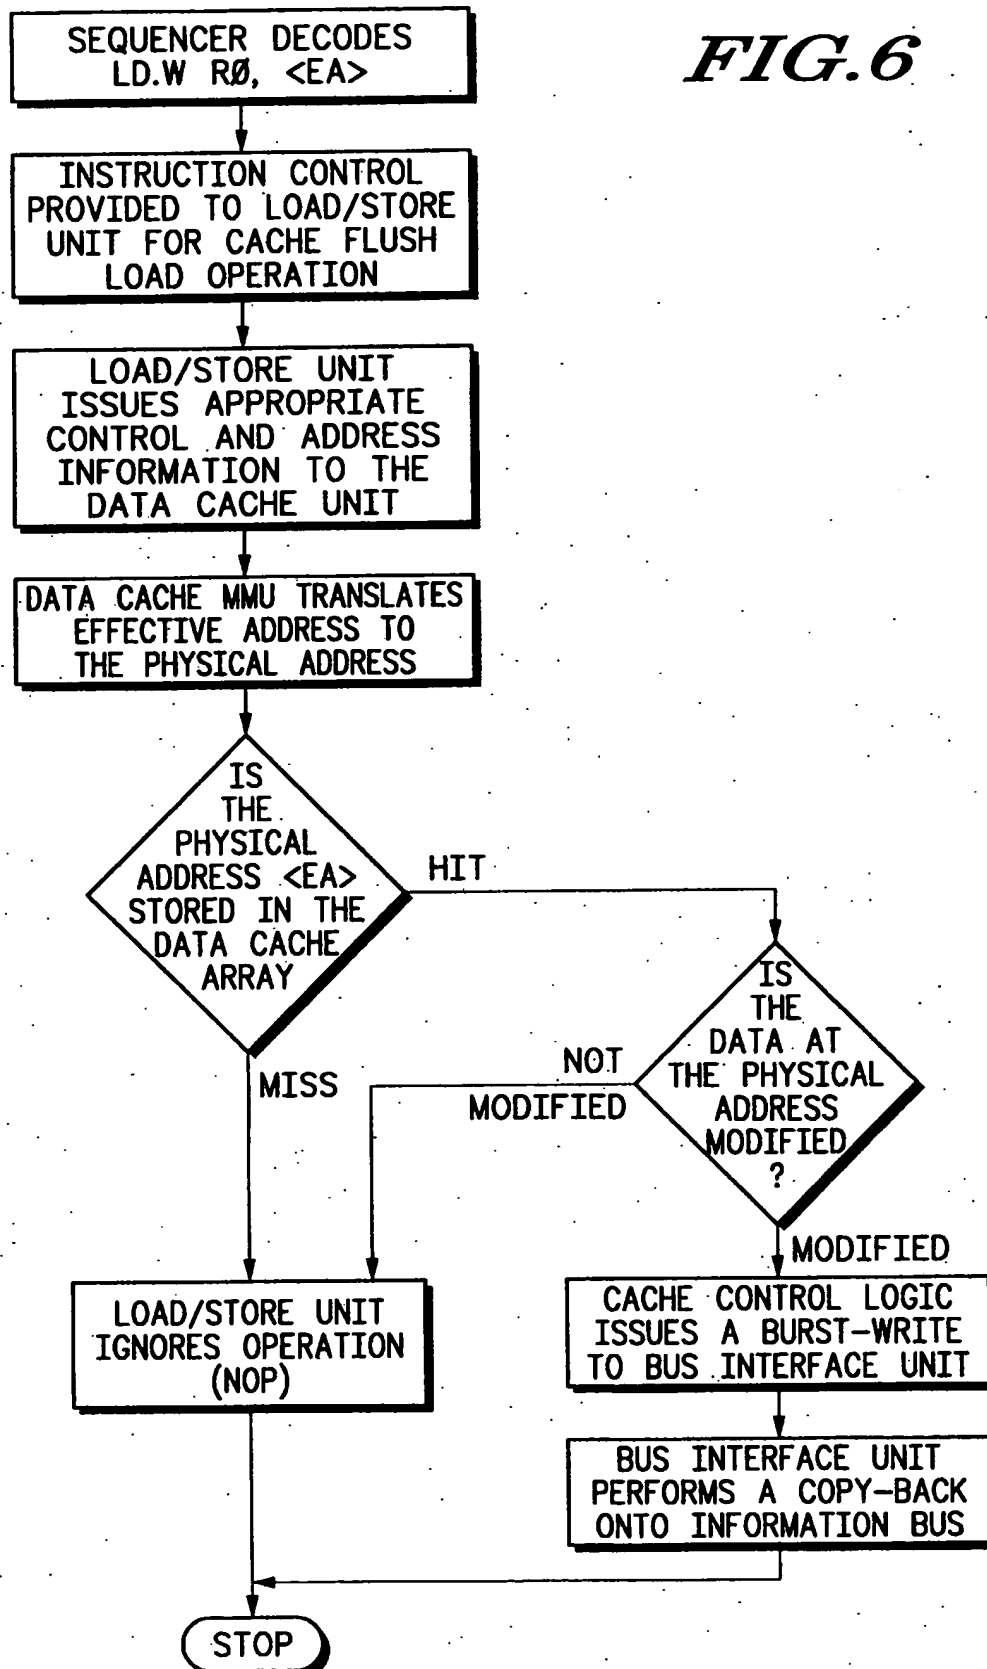 FIG.6
SEQUENCER DECODES
LD.W RØ, <EA>
INSTRUCTION CONTROL
PROVIDED TO LOAD/STORE
UNIT FOR CACHE FLUSH
LOAD OPERATION
LOAD/STORE UNIT
ISSUES APPROPRIATE
CONTROL AND ADDRESS
INFORMATION TO THE
DATA CACHE UNIT
DATA CACHE MMU TRANSLATES
EFFECTIVE ADDRESS TO
THE PHYSICAL ADDRESS
IS
THE
PHYSICAL
ADDRESS <EA>
STORED IN THE
DATA CACHE
ARRAY
HIT
MISS
IS
THE
DATA AT
THE PHYSICAL
ADDRESS
MODIFIED
?
NOT
MODIFIED
MODIFIED
LOAD/STORE UNIT
IGNORES OPERATION
(NOP)
CACHE CONTROL LOGIC
ISSUES A BURST-WRITE
TO BUS INTERFACE UNIT
BUS INTERFACE UNIT
PERFORMS A COPY-BACK
ONTO INFORMATION BUS
STOP